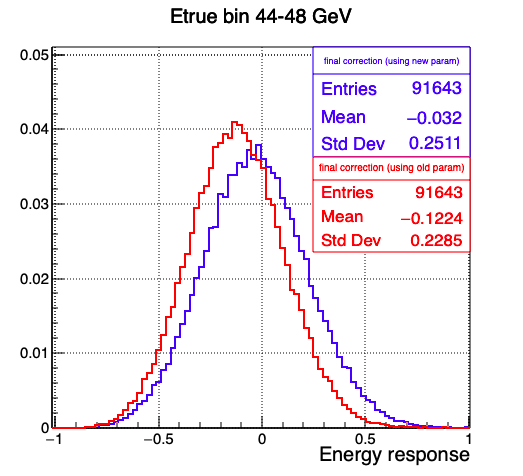 Etrue bin 44-48 GeV
0.05
0.04
0.03
0.02
0.01
0
final correction (using new param)
Entries 91643
Mean −0.032
Std Dev 0.2511
final correction (using old param)
Entries 91643
Mean −0.1224
Std Dev 0.2285
−1 −0.5 0 0.5 1
Energy response